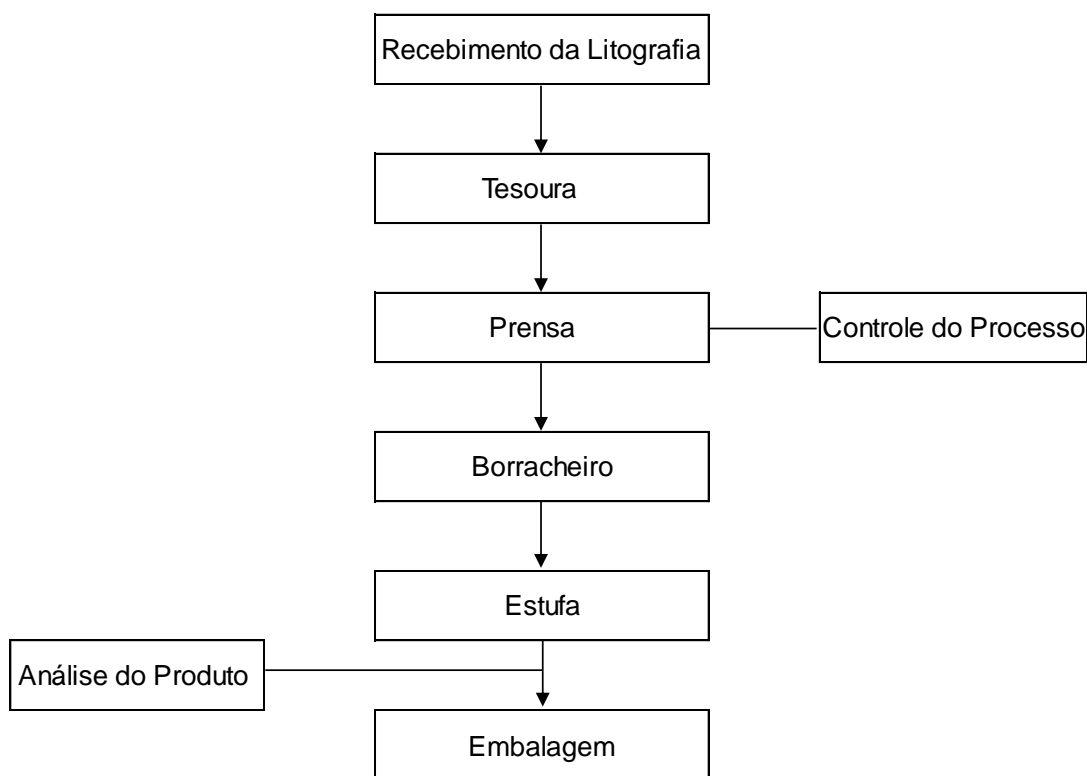 Recebimento da Litografia
Tesoura
Prensa
Controle do Processo
Borracheiro
Estufa
Análise do Produto
Embalagem